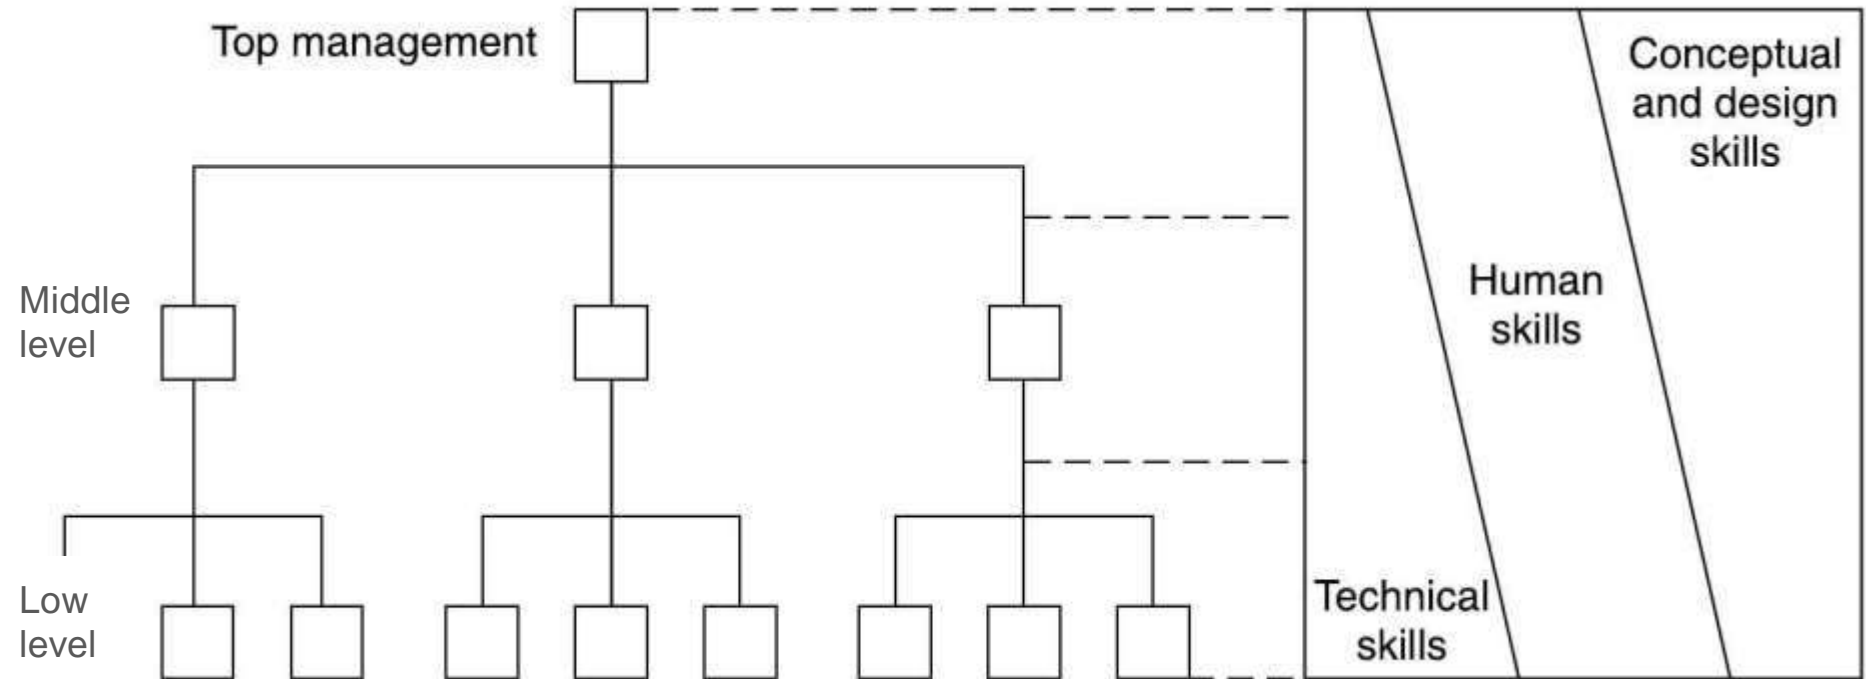 Top management
Conceptual
and design
skills
Middle
level
Human
skills
Low
level
Technical
skills